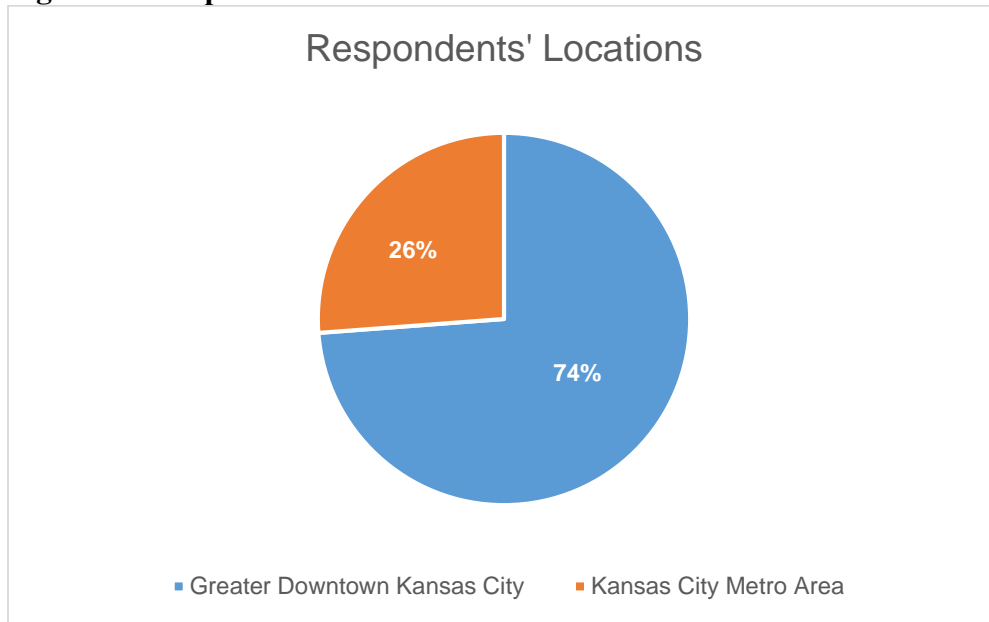 Respondents' Locations
26%
74%
Greater Downtown Kansas City
Kansas City Metro Area